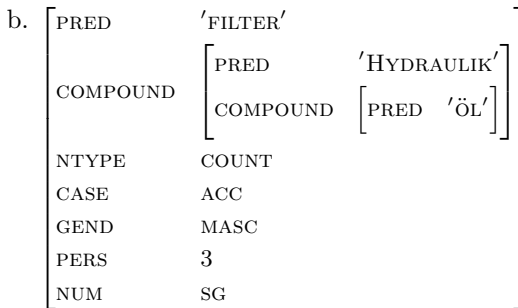 b. PRED 'FILTER'
PRED 'HYDRAULIK'
COMPOUND
COMPOUND PRED 'ÖL'
NTYPE COUNT
CASE ACC
GEND MASC
PERS 3
NUM SG